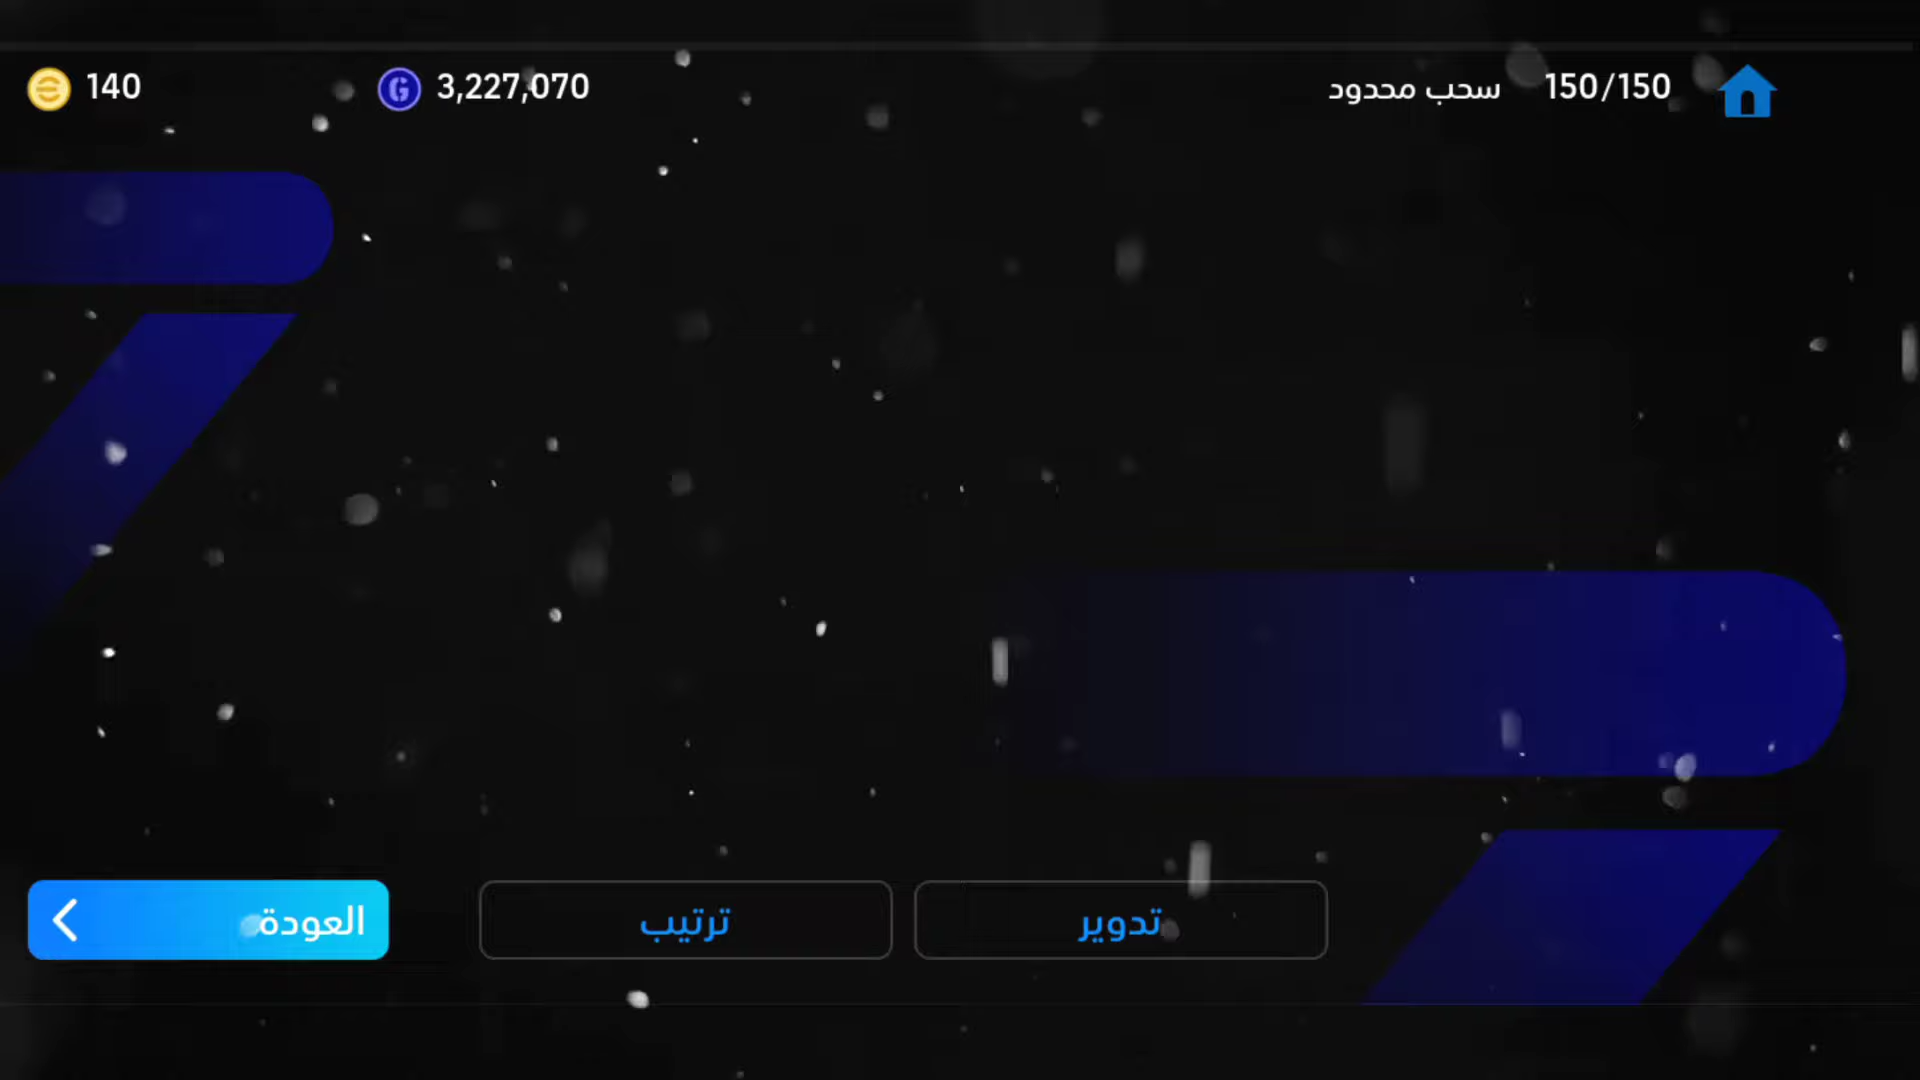 140
3,227,070
سحب محدود
150/150
العودة
ترتيب
تدوير